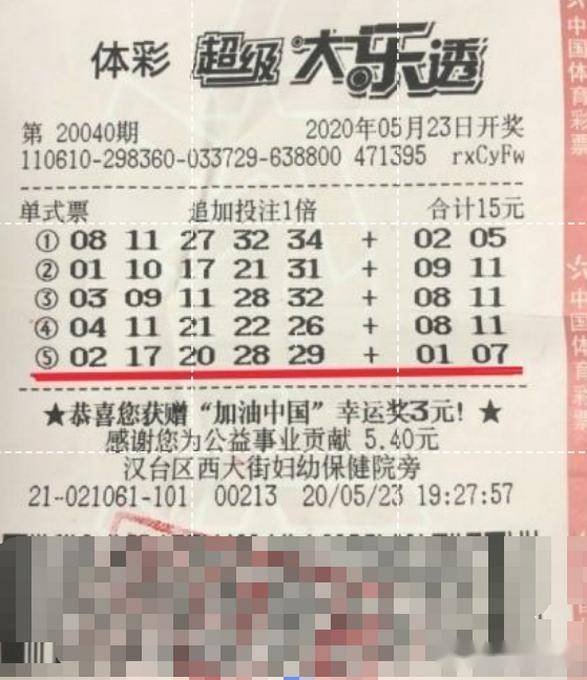 体彩 超级大乐透
第 20040期 2020年05月23日开奖
110610-298360-033729-638800 471395 rxCyFw
单式票 追加投注1倍 合计15元
① 08 11 27 32 34 + 02 05
② 01 10 17 21 31 + 09 11
③ 03 09 11 28 32 + 08 11
④ 04 11 21 22 26 + 08 11
⑤ 02 17 20 28 29 + 01 07
★恭喜您获赠“加油中国”幸运奖3元! ★
感谢您为公益事业贡献 5.40元
汉台区西大街妇幼保健院旁
21-021061-101 00213 20/05/23 19:27:57
中国体育彩票
中国体育彩票